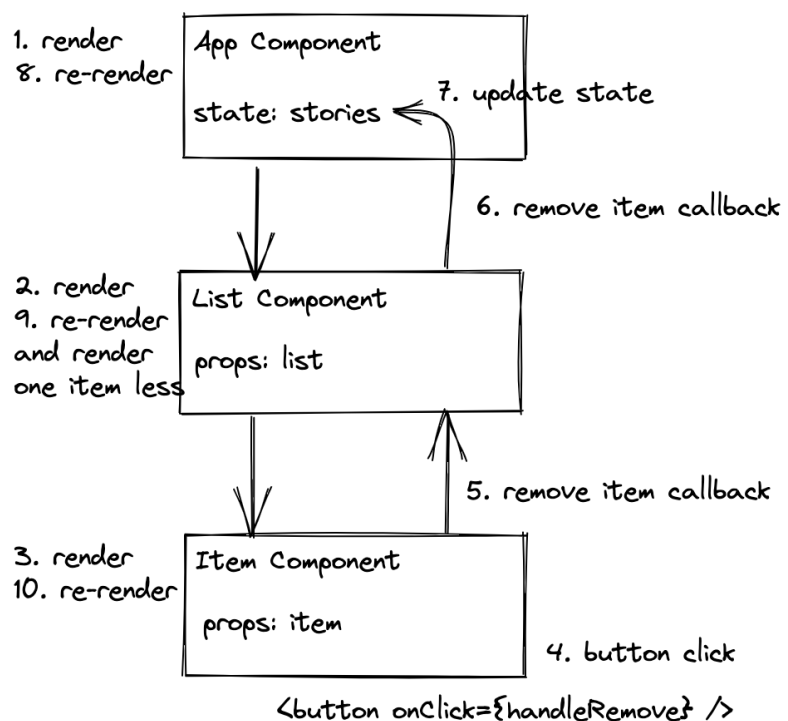 1. render
8. re-render
App Component
state: stories
7. update state
6. remove item callback
2. render
9. re-render
and render
one item less
List Component
props: list
5. remove item callback
3. render
10. re-render
Item Component
props: item
4. button click
<button onClick={handleRemove} />